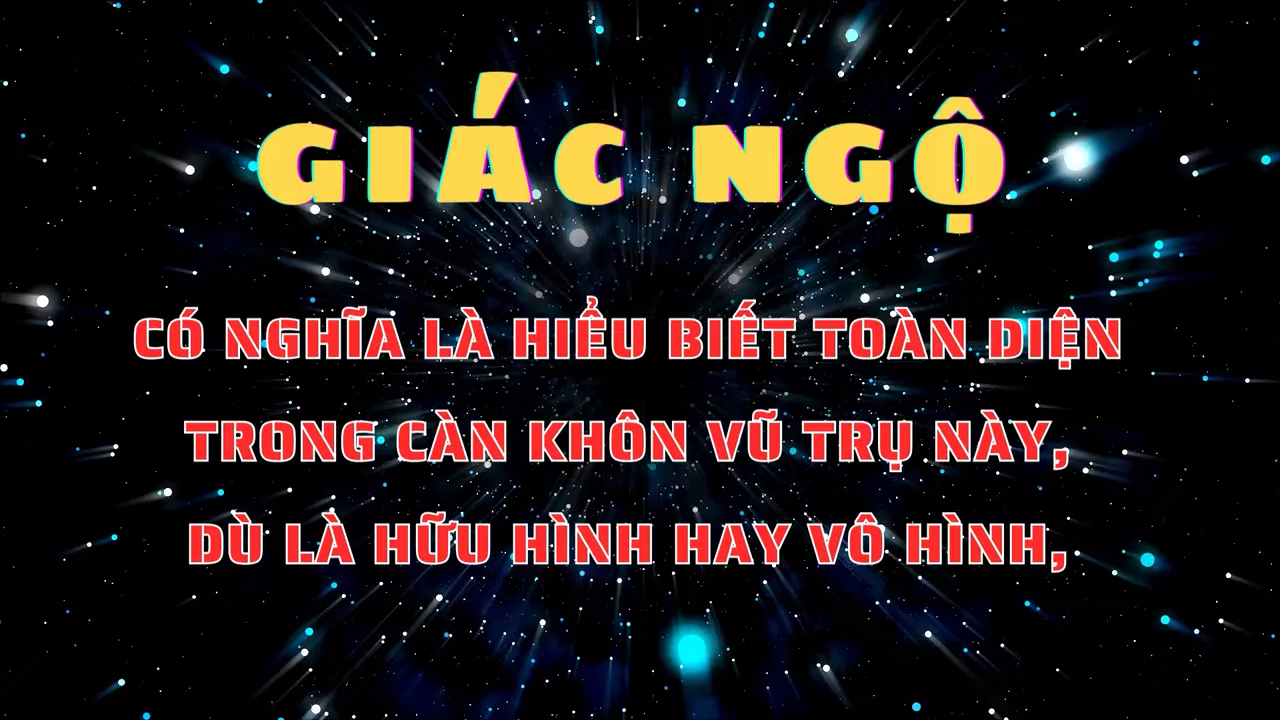 GIÁC NGỘ
CÓ NGHĨA LÀ HIỂU BIẾT TOÀN DIỆN
TRONG CÀN KHÔN VŨ TRỤ NÀY,
DÙ LÀ HỮU HÌNH HAY VÔ HÌNH,